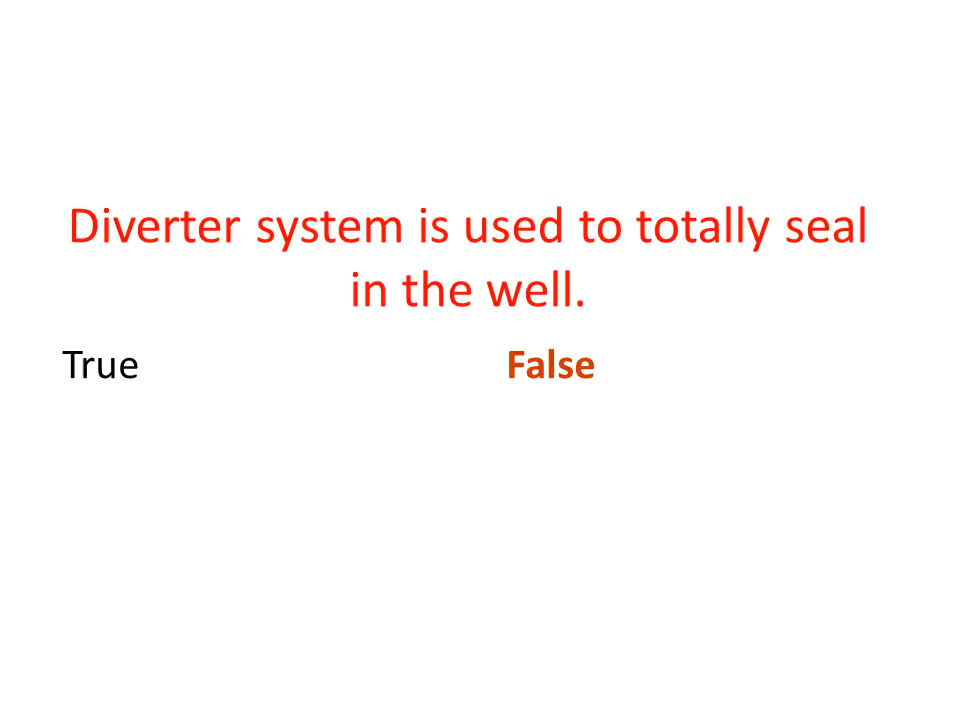 Diverter system is used to totally seal
in the well.
True False